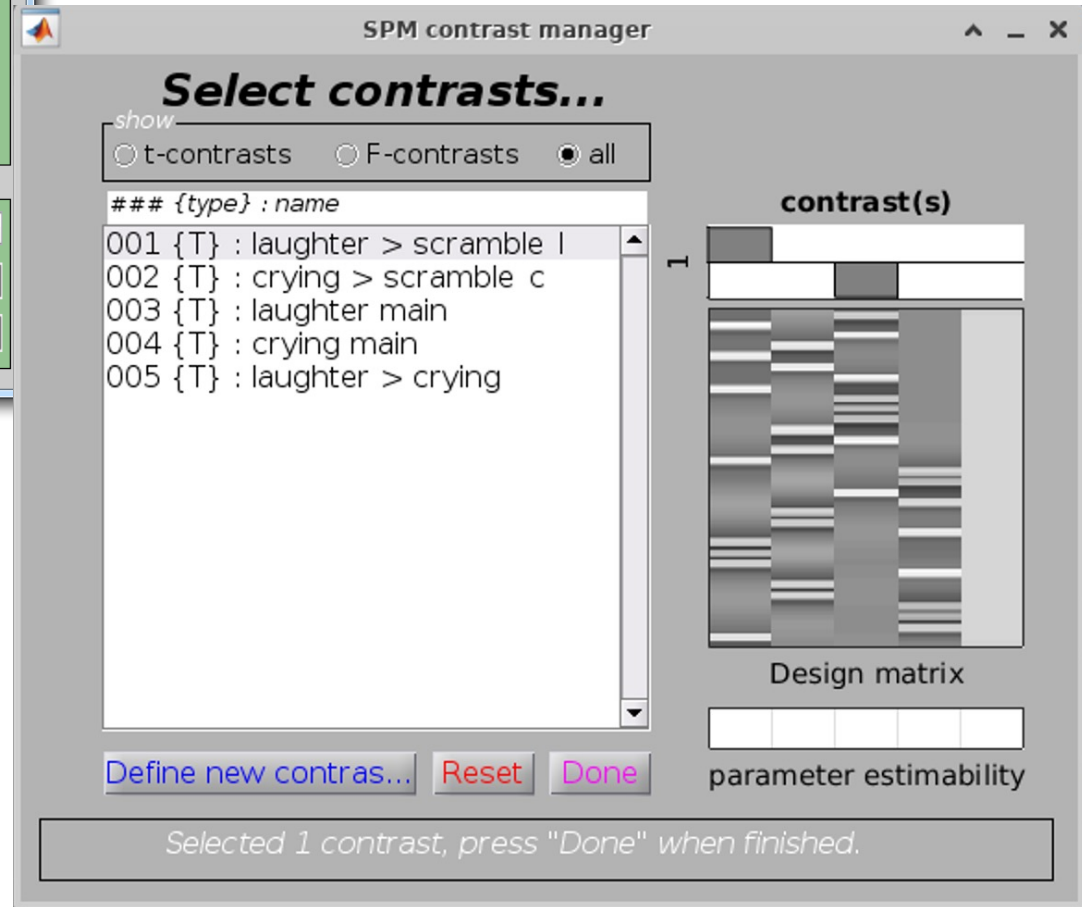 SPM contrast manager
Select contrasts...
show
t-contrasts F-contrasts all
### {type} : name
001 {T} : laughter > scramble_l
002 {T} : crying > scramble_c
003 {T} : laughter main
004 {T} : crying main
005 {T} : laughter > crying
contrast(s)
1
Design matrix
parameter estimability
Define new contras... Reset Done
Selected 1 contrast, press "Done" when finished.